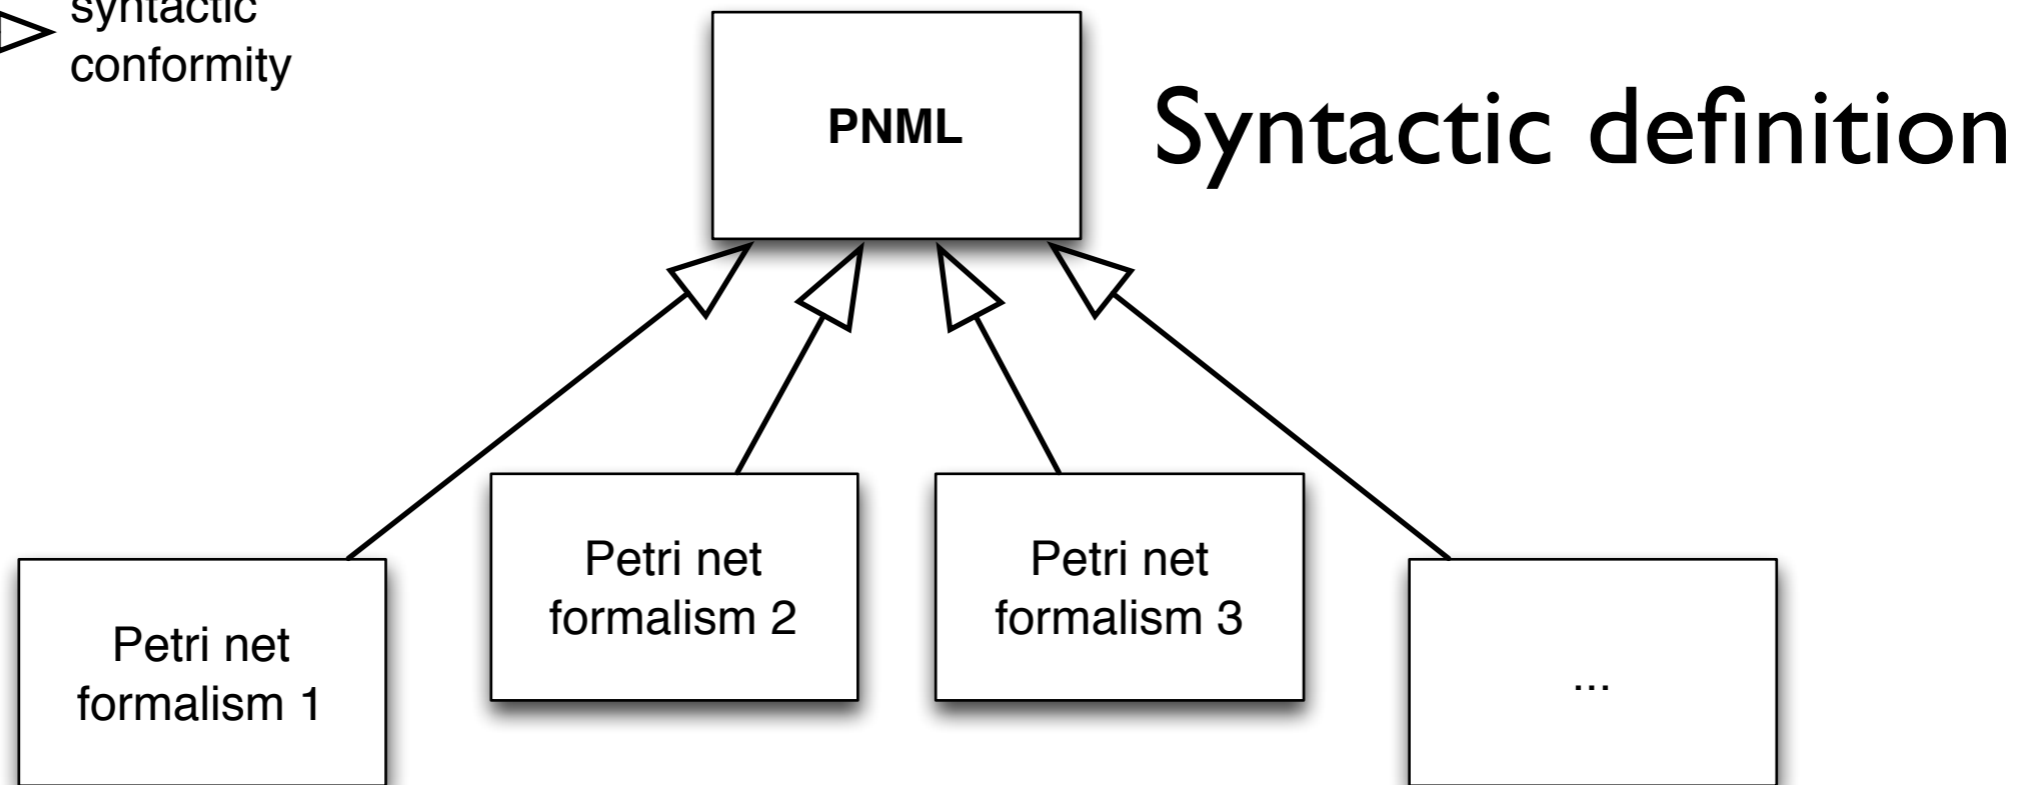 syntactic
conformity
PNML
Syntactic definition
Petri net
formalism 1
Petri net
formalism 2
Petri net
formalism 3
...